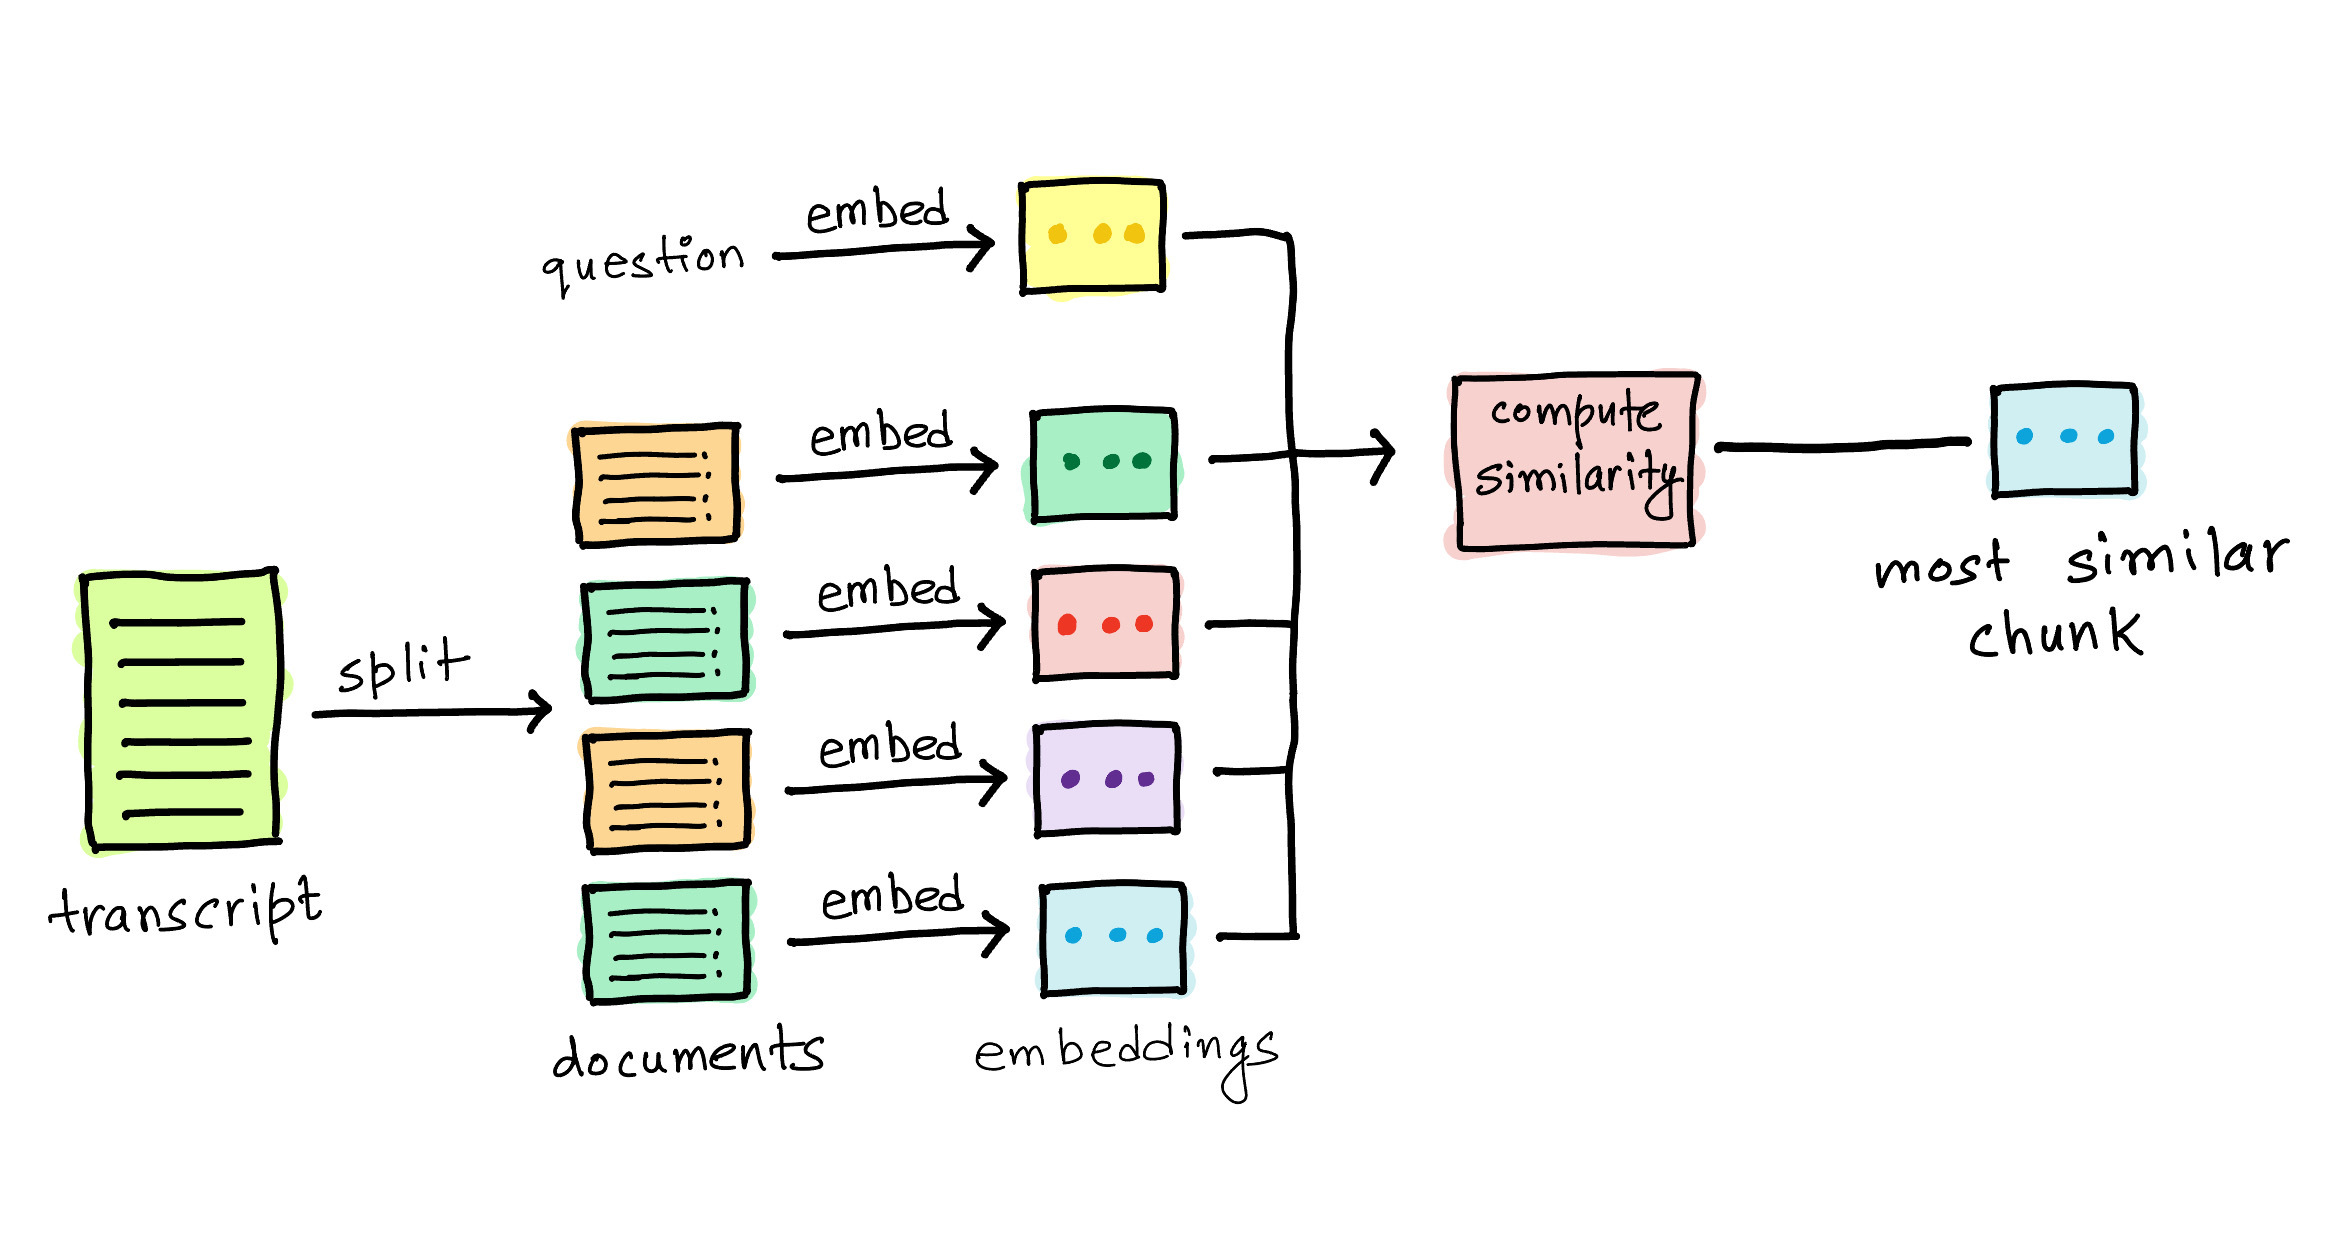 embed
question
embed
embed
split
embed
embed
transcript
documents
embeddings
compute
similarity
most similar
chunk